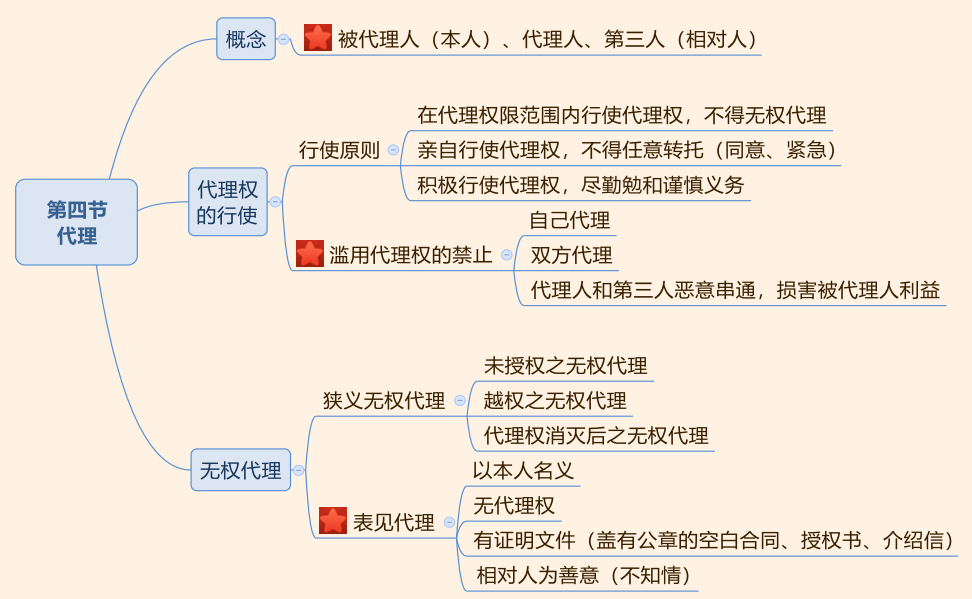 第四节
代理
概念
被代理人（本人）、代理人、第三人（相对人）
代理权
的行使
行使原则
在代理权限范围内行使代理权，不得无权代理
亲自行使代理权，不得任意转托（同意、紧急）
积极行使代理权，尽勤勉和谨慎义务
滥用代理权的禁止
自己代理
双方代理
代理人和第三人恶意串通，损害被代理人利益
无权代理
狭义无权代理
未授权之无权代理
越权之无权代理
代理权消灭后之无权代理
表见代理
以本人名义
无代理权
有证明文件（盖有公章的空白合同、授权书、介绍信）
相对人为善意（不知情）